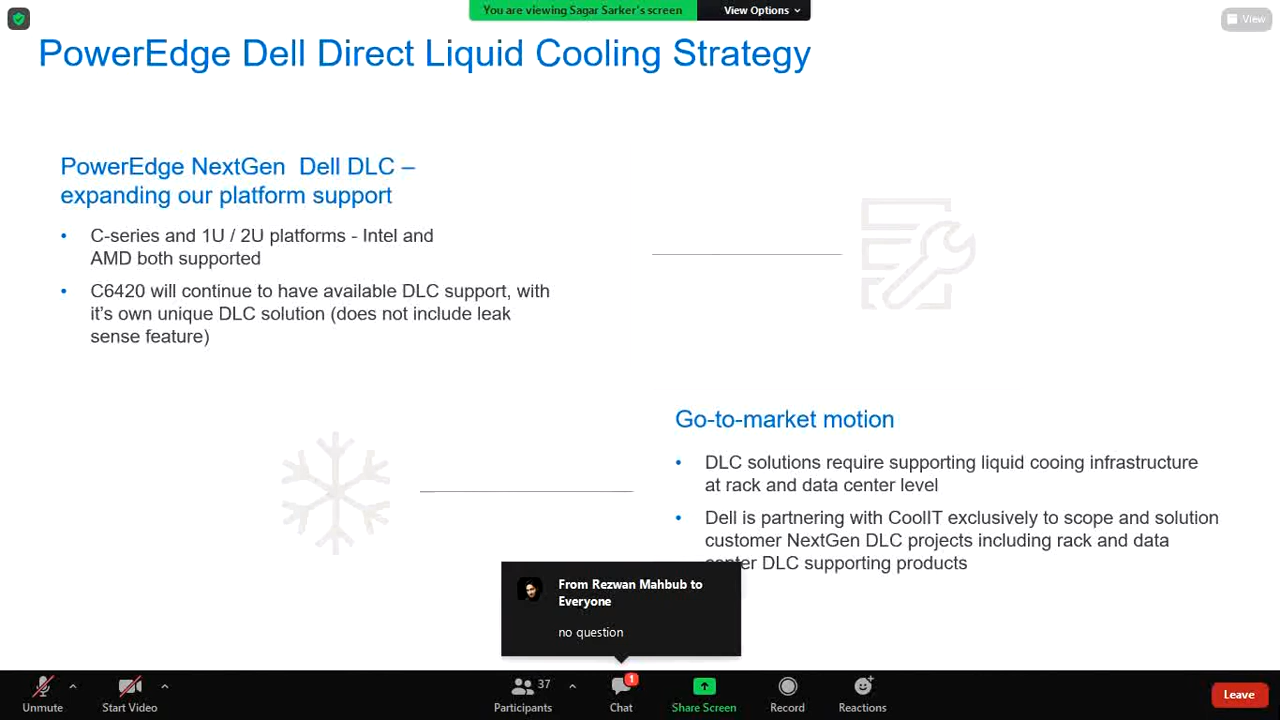 You are viewing Sagar Sarker's screen
View Options
View
PowerEdge Dell Direct Liquid Cooling Strategy
PowerEdge NextGen Dell DLC –
expanding our platform support
• C-series and 1U / 2U platforms - Intel and
AMD both supported
• C6420 will continue to have available DLC support, with
it's own unique DLC solution (does not include leak
sense feature)
Go-to-market motion
• DLC solutions require supporting liquid cooing infrastructure
at rack and data center level
• Dell is partnering with CoolIT exclusively to scope and solution
customer NextGen DLC projects including rack and data
center DLC supporting products
From Rezwan Mahbub to
Everyone
no question
Unmute
Start Video
37
Participants
1
Chat
Share Screen
Record
Reactions
Leave